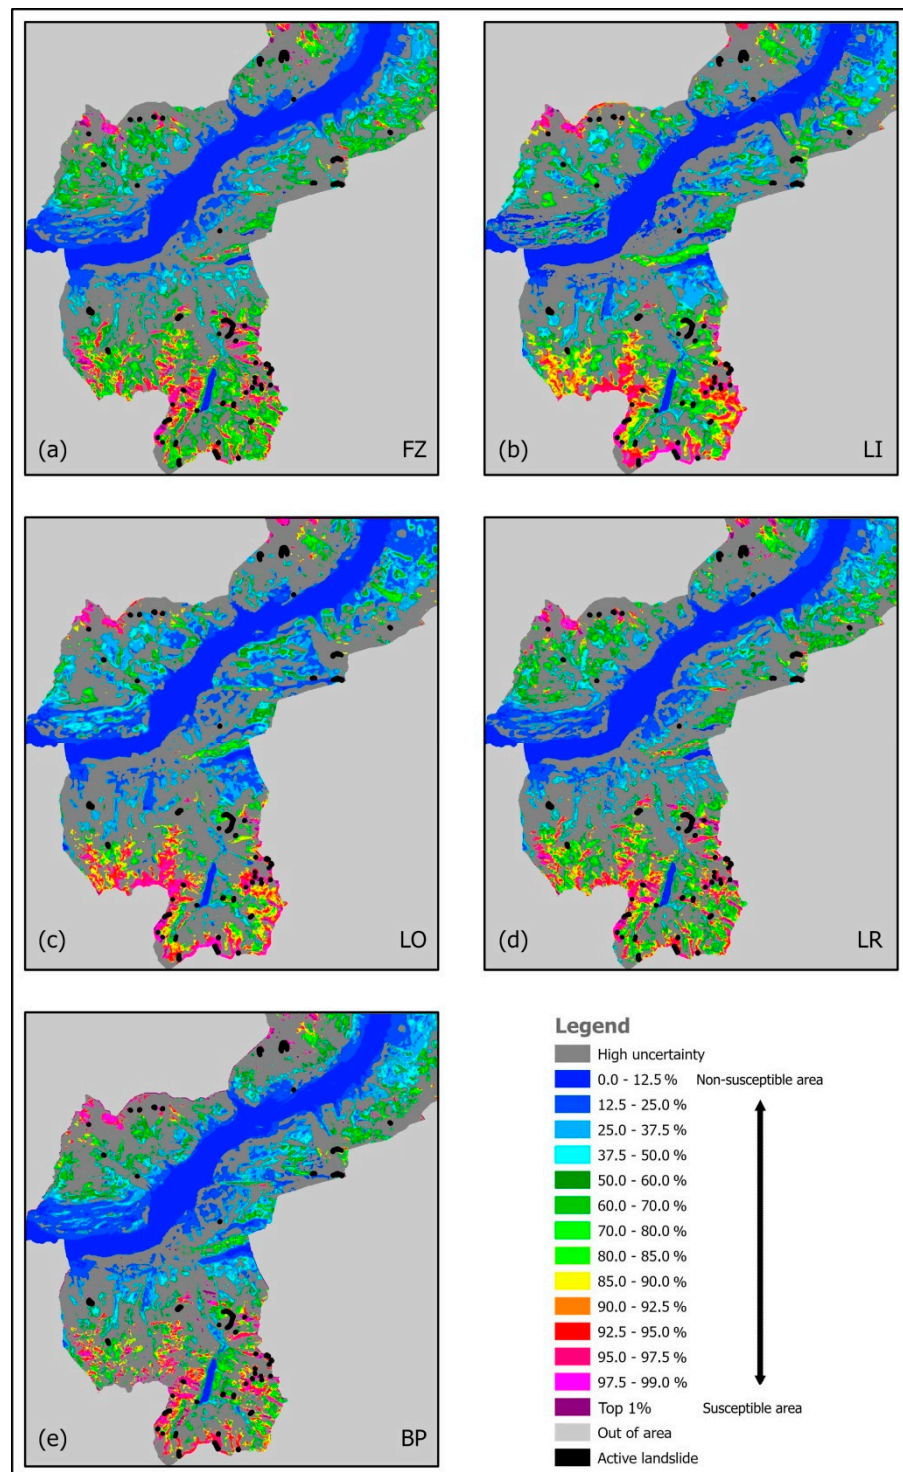 (a) FZ
(b) LI
(c) LO
(d) LR
(e) BP
Legend
High uncertainty
0.0 - 12.5 % Non-susceptible area
12.5 - 25.0 %
25.0 - 37.5 %
37.5 - 50.0 %
50.0 - 60.0 %
60.0 - 70.0 %
70.0 - 80.0 %
80.0 - 85.0 %
85.0 - 90.0 %
90.0 - 92.5 %
92.5 - 95.0 %
95.0 - 97.5 %
97.5 - 99.0 %
Top 1% Susceptible area
Out of area
Active landslide